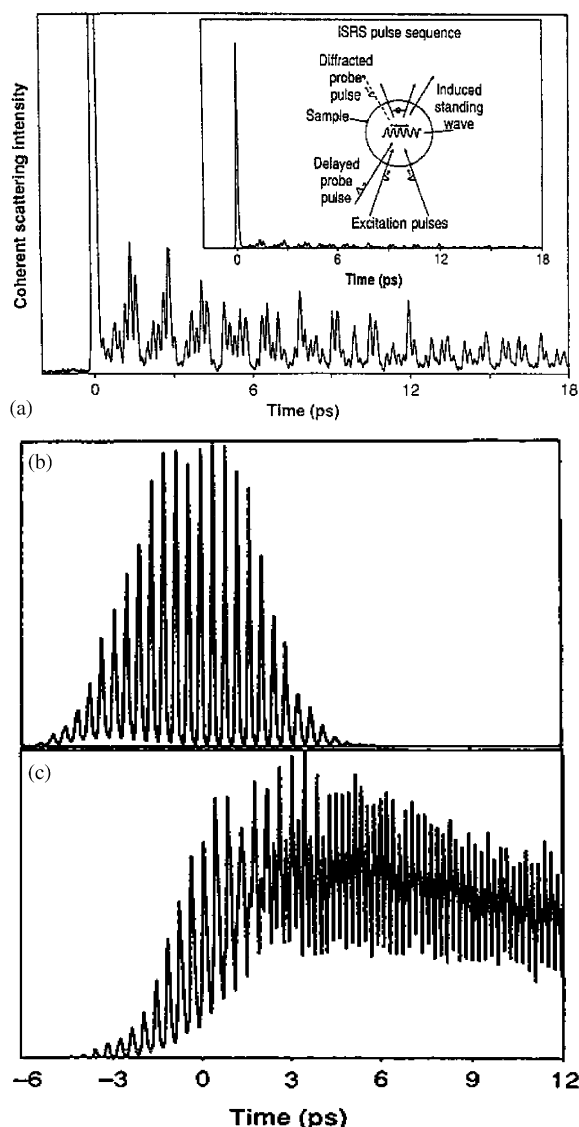 Coherent scattering intensity
ISRS pulse sequence
Diffracted
probe
pulse
Induced
standing
wave
Sample
Delayed
probe
pulse
Excitation pulses
0 6 12 18
Time (ps)
0 6 12 18
(a)
Time (ps)
(b)
(c)
−6 −3 0 3 6 9 12
Time (ps)